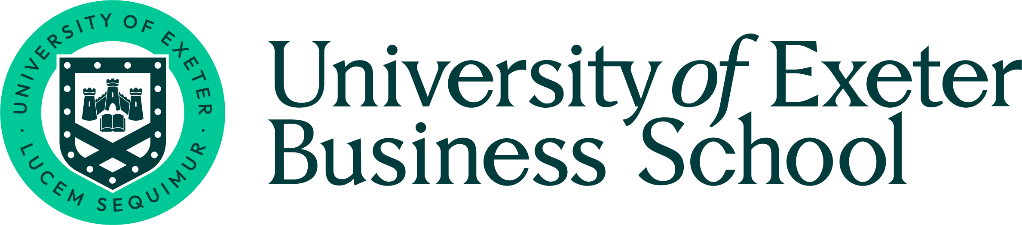 UNIVERSITY OF EXETER
· LUCEM SEQUIMUR ·
University of Exeter
Business School